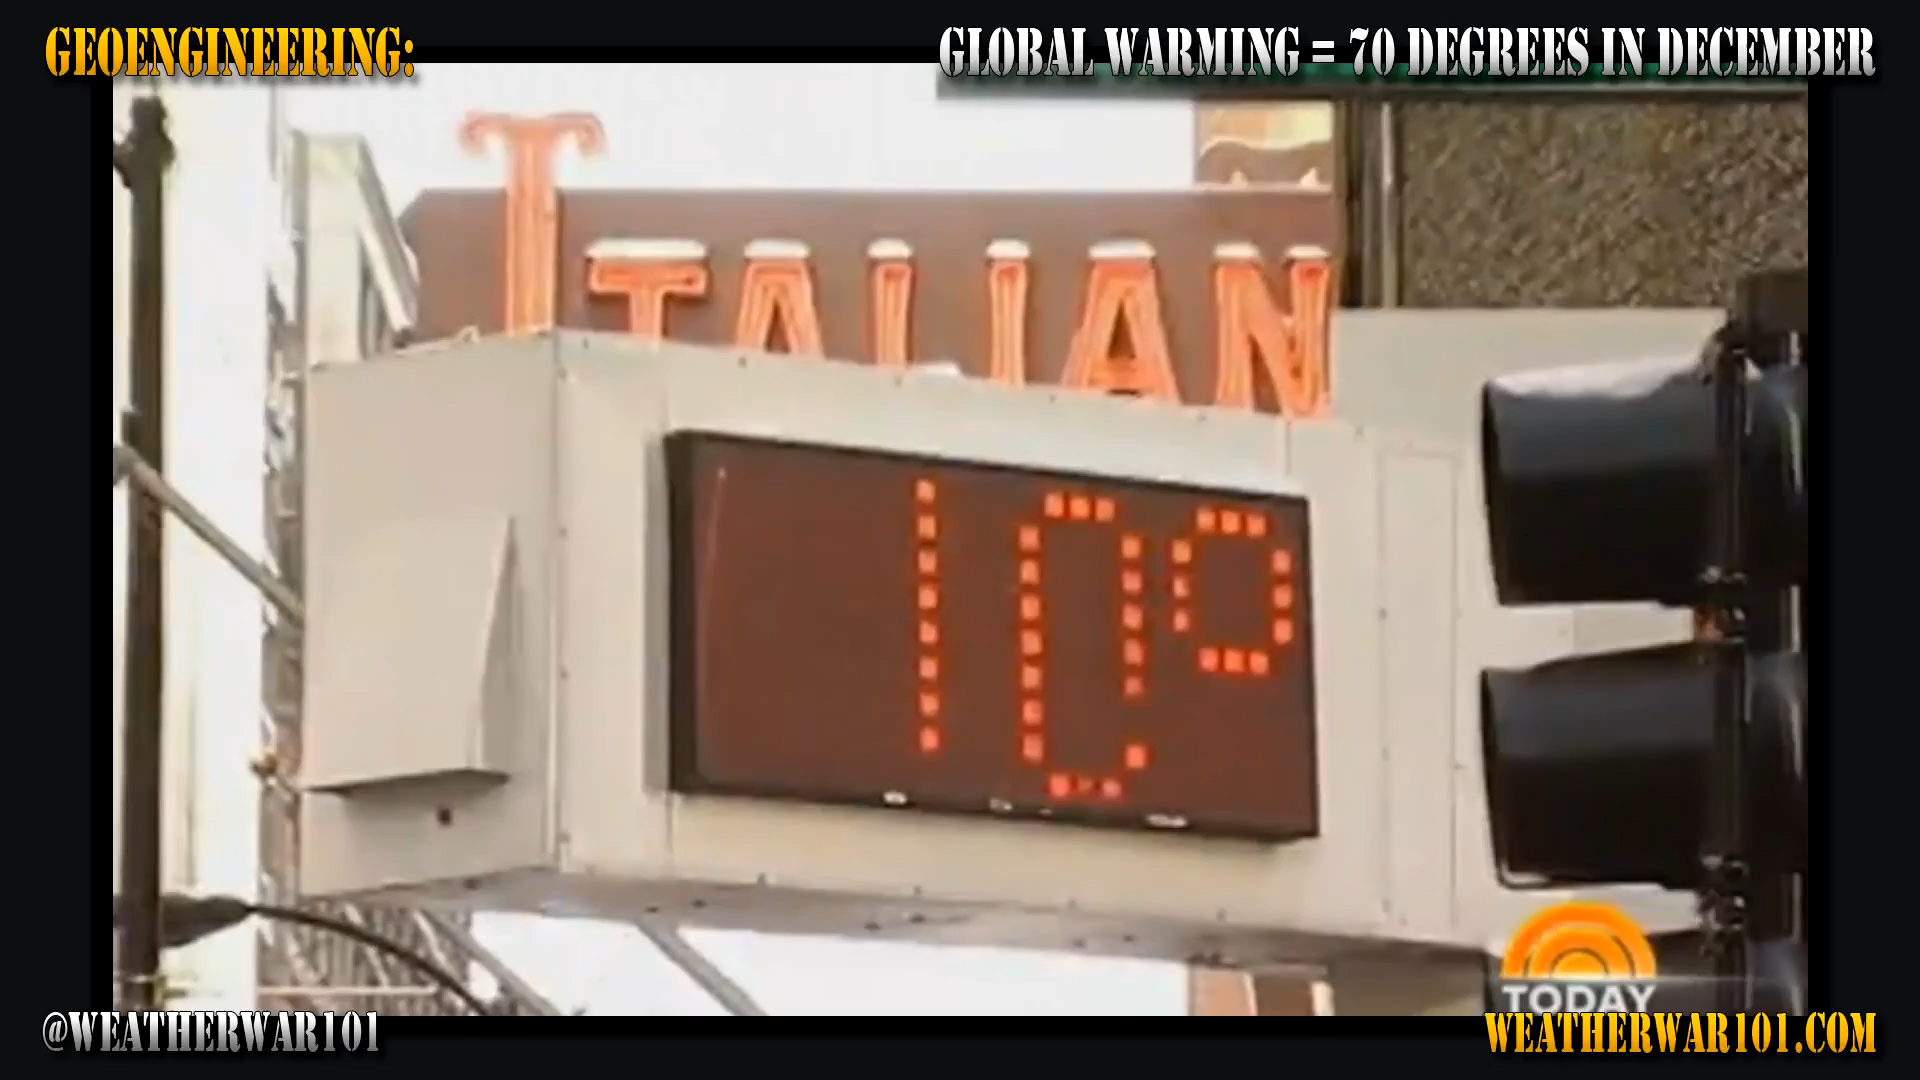 GEOENGINEERING:
GLOBAL WARMING = 70 DEGREES IN DECEMBER
ITALIAN
10°
TODAY
@WEATHERWAR101
WEATHERWAR101.COM